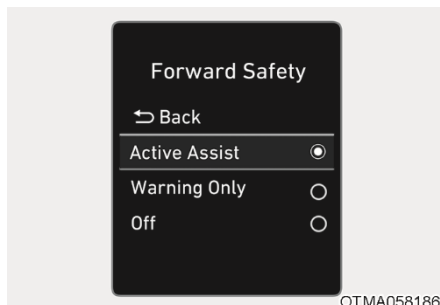 Forward Safety
Back
Active Assist
Warning Only
Off
OTMA058186